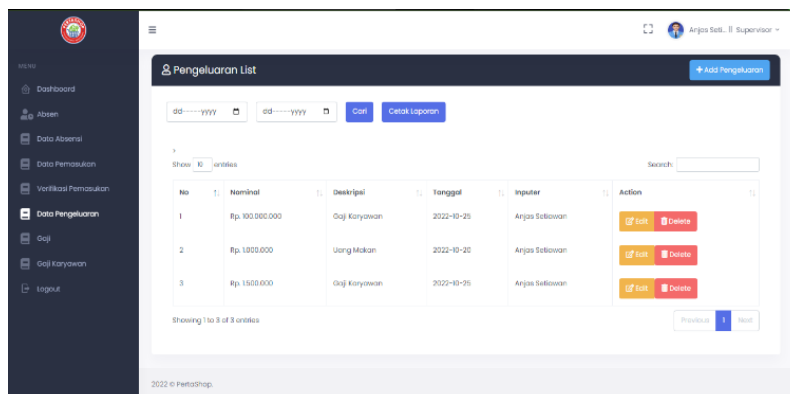 PERTASHOP
Anjas Seti.. || Supervisor
MENU
Pengeluaran List
+ Add Pengeluaran
Dashboard
Absen
Data Absensi
Data Pemasukan
Verifikasi Pemasukan
Data Pengeluaran
Gaji
Gaji Karyawan
Logout
dd-----yyyy dd-----yyyy Cari Cetak Laporan
>
Show 10 entries Search:
No Nominal Deskripsi Tanggal Inputer Action
1 Rp. 100.000.000 Gaji Karyawan 2022-10-25 Anjas Setiawan Edit Delete
2 Rp. 1.000.000 Uang Makan 2022-10-20 Anjas Setiawan Edit Delete
3 Rp. 1.500.000 Gaji Karyawan 2022-10-25 Anjas Setiawan Edit Delete
Showing 1 to 3 of 3 entries Previous 1 Next
2022 © PertaShop.